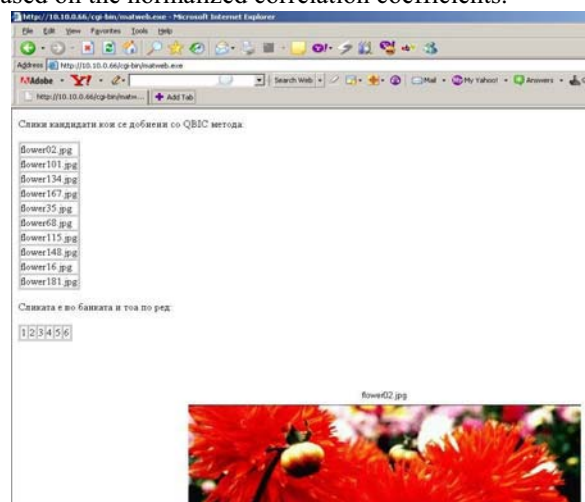 ased on the normalized correlation coefficients.
http://10.10.0.66/cgi-bin/matweb.exe - Microsoft Internet Explorer
File Edit View Favorites Tools Help
Address http://10.10.0.66/cgi-bin/matweb.exe
Adobe Y! Search Web Mail My Yahoo! Answers
http://10.10.0.66/cgi-bin/matw... Add Tab
Слики кандидати кои се добиени со QBIC метода:
flower02.jpg
flower101.jpg
flower134.jpg
flower167.jpg
flower35.jpg
flower68.jpg
flower115.jpg
flower148.jpg
flower16.jpg
flower181.jpg
Сликата е во банката и тоа по ред:
1 2 3 4 5 6
flower02.jpg